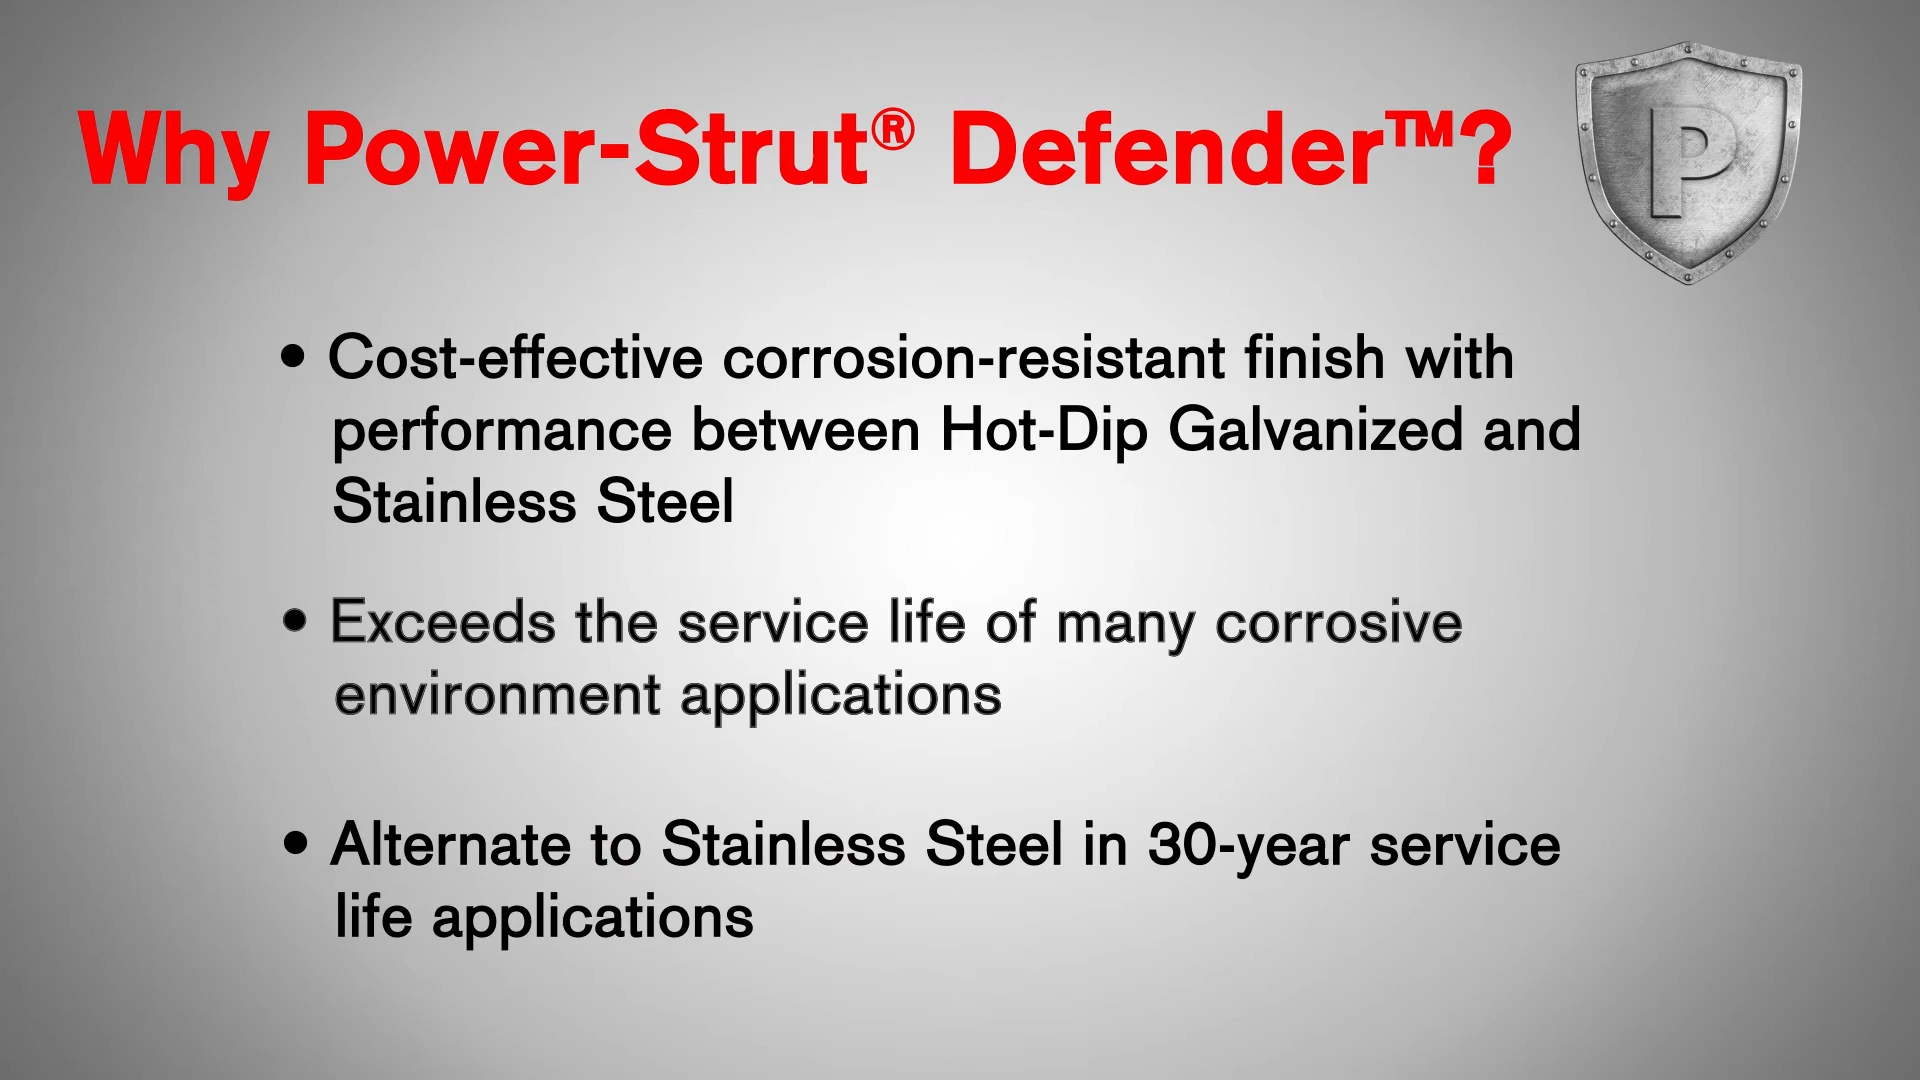 Why Power-Strut® Defender™?
P
• Cost-effective corrosion-resistant finish with
performance between Hot-Dip Galvanized and
Stainless Steel
• Exceeds the service life of many corrosive
environment applications
• Alternate to Stainless Steel in 30-year service
life applications